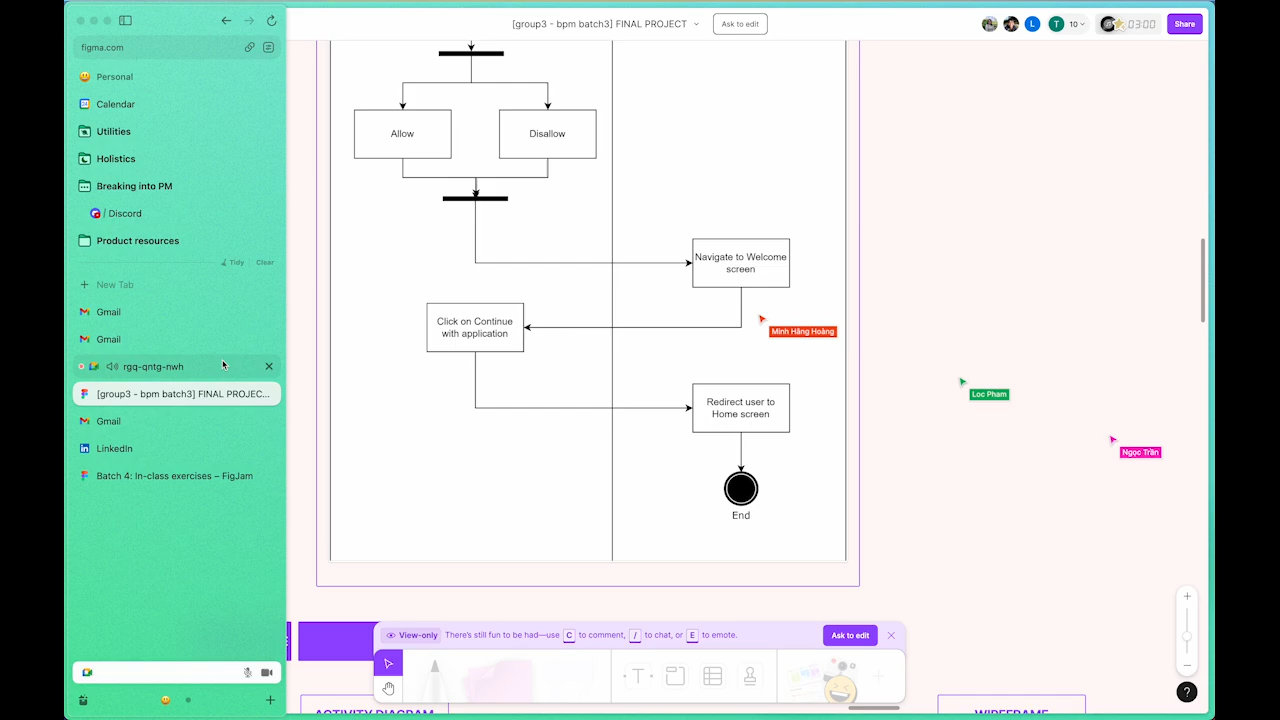 figma.com
Personal
Calendar
Utilities
Holistics
Breaking into PM
/ Discord
Product resources
Tidy
Clear
New Tab
Gmail
Gmail
rgq-qntg-nwh
[group3 - bpm batch3] FINAL PROJEC...
Gmail
LinkedIn
Batch 4: In-class exercises – FigJam
[group3 - bpm batch3] FINAL PROJECT
Ask to edit
L
T
10
03:00
Share
Allow
Disallow
Navigate to Welcome
screen
Click on Continue
with application
Minh Hằng Hoàng
Redirect user to
Home screen
Loc Pham
Ngọc Trần
End
View-only
There's still fun to be had—use C to comment, / to chat, or E to emote.
Ask to edit
T
?
ACTIVITY DIAGRAM
WIREFRAME